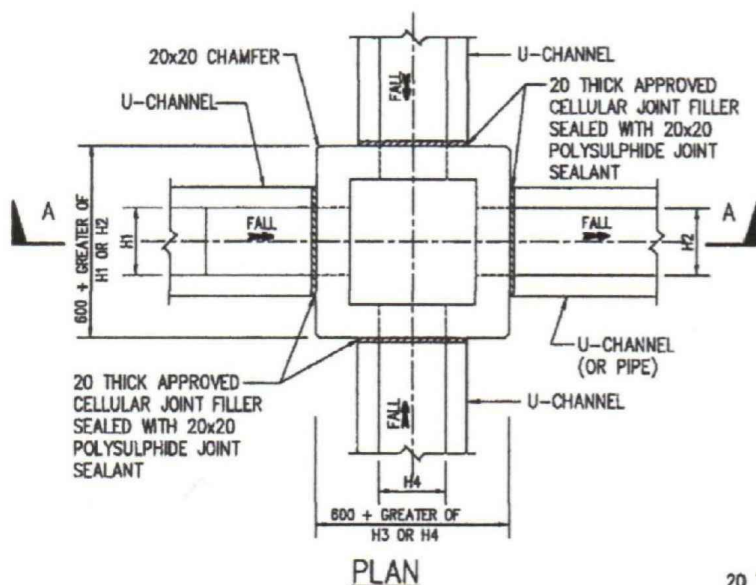 20x20 CHAMFER
U-CHANNEL
U-CHANNEL
20 THICK APPROVED
CELLULAR JOINT FILLER
SEALED WITH 20x20
POLYSULPHIDE JOINT
SEALANT
FALL
A
A
600 + GREATER OF
H1 OR H2
H1
FALL
FALL
H2
U-CHANNEL
(OR PIPE)
20 THICK APPROVED
CELLULAR JOINT FILLER
SEALED WITH 20x20
POLYSULPHIDE JOINT
SEALANT
FALL
U-CHANNEL
H4
600 + GREATER OF
H3 OR H4
PLAN
20